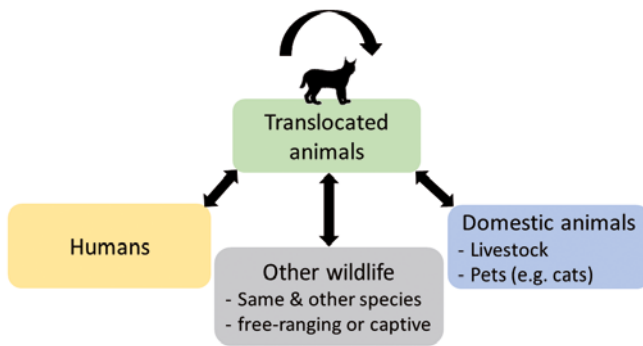 Translocated
animals
Humans
Other wildlife
- Same & other species
- free-ranging or captive
Domestic animals
- Livestock
- Pets (e.g. cats)